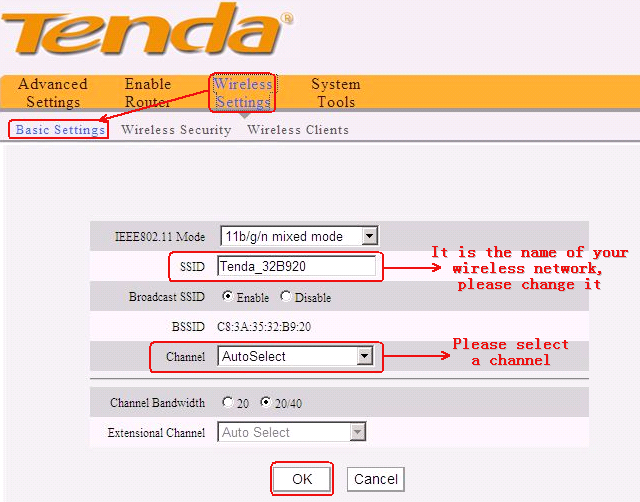 Tenda®
Advanced Settings
Enable Router
Wireless Settings
System Tools
Basic Settings Wireless Security Wireless Clients
IEEE802.11 Mode 11b/g/n mixed mode
SSID Tenda_32B920
It is the name of your
wireless network,
please change it
Broadcast SSID Enable Disable
BSSID C8:3A:35:32:B9:20
Channel AutoSelect
Please select
a channel
Channel Bandwidth 20 20/40
Extensional Channel Auto Select
OK Cancel